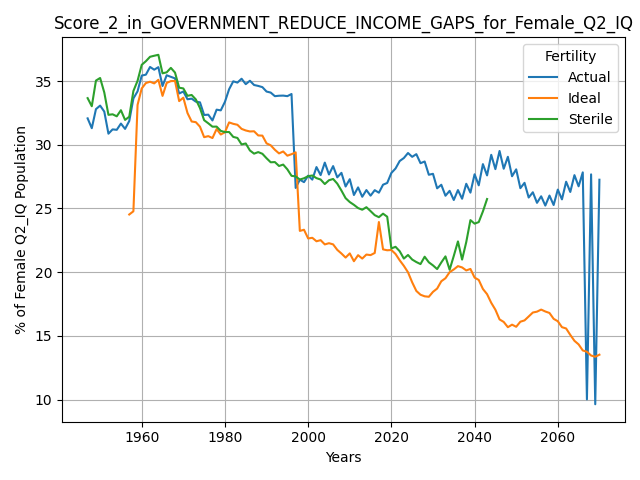 Score_2_in_GOVERNMENT_REDUCE_INCOME_GAPS_for_Female_Q2_IQ
Fertility
Actual
Ideal
Sterile
% of Female Q2_IQ Population
35
30
25
20
15
10
1960
1980
2000
2020
2040
2060
Years